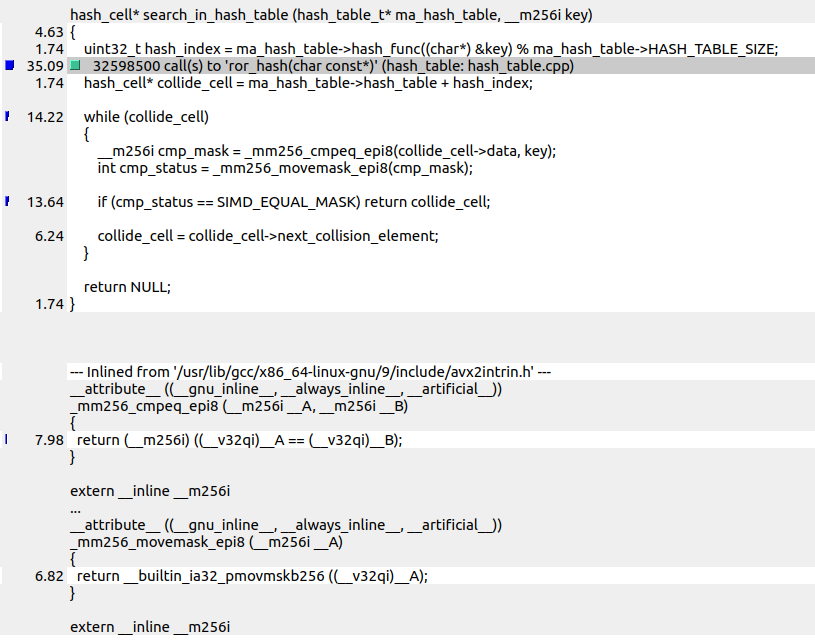 hash_cell* search_in_hash_table (hash_table_t* ma_hash_table, __m256i key)
4.63 {
1.74 uint32_t hash_index = ma_hash_table->hash_func((char*) &key) % ma_hash_table->HASH_TABLE_SIZE;
35.09 32598500 call(s) to 'ror_hash(char const*)' (hash_table: hash_table.cpp)
1.74 hash_cell* collide_cell = ma_hash_table->hash_table + hash_index;
14.22 while (collide_cell)
{
__m256i cmp_mask = _mm256_cmpeq_epi8(collide_cell->data, key);
int cmp_status = _mm256_movemask_epi8(cmp_mask);
13.64 if (cmp_status == SIMD_EQUAL_MASK) return collide_cell;
6.24 collide_cell = collide_cell->next_collision_element;
}
return NULL;
1.74 }
--- Inlined from '/usr/lib/gcc/x86_64-linux-gnu/9/include/avx2intrin.h' ---
__attribute__ ((__gnu_inline__, __always_inline__, __artificial__))
_mm256_cmpeq_epi8 (__m256i __A, __m256i __B)
{
7.98 return (__m256i) ((__v32qi)__A == (__v32qi)__B);
}
extern __inline __m256i
...
__attribute__ ((__gnu_inline__, __always_inline__, __artificial__))
_mm256_movemask_epi8 (__m256i __A)
{
6.82 return __builtin_ia32_pmovmskb256 ((__v32qi)__A);
}
extern __inline __m256i